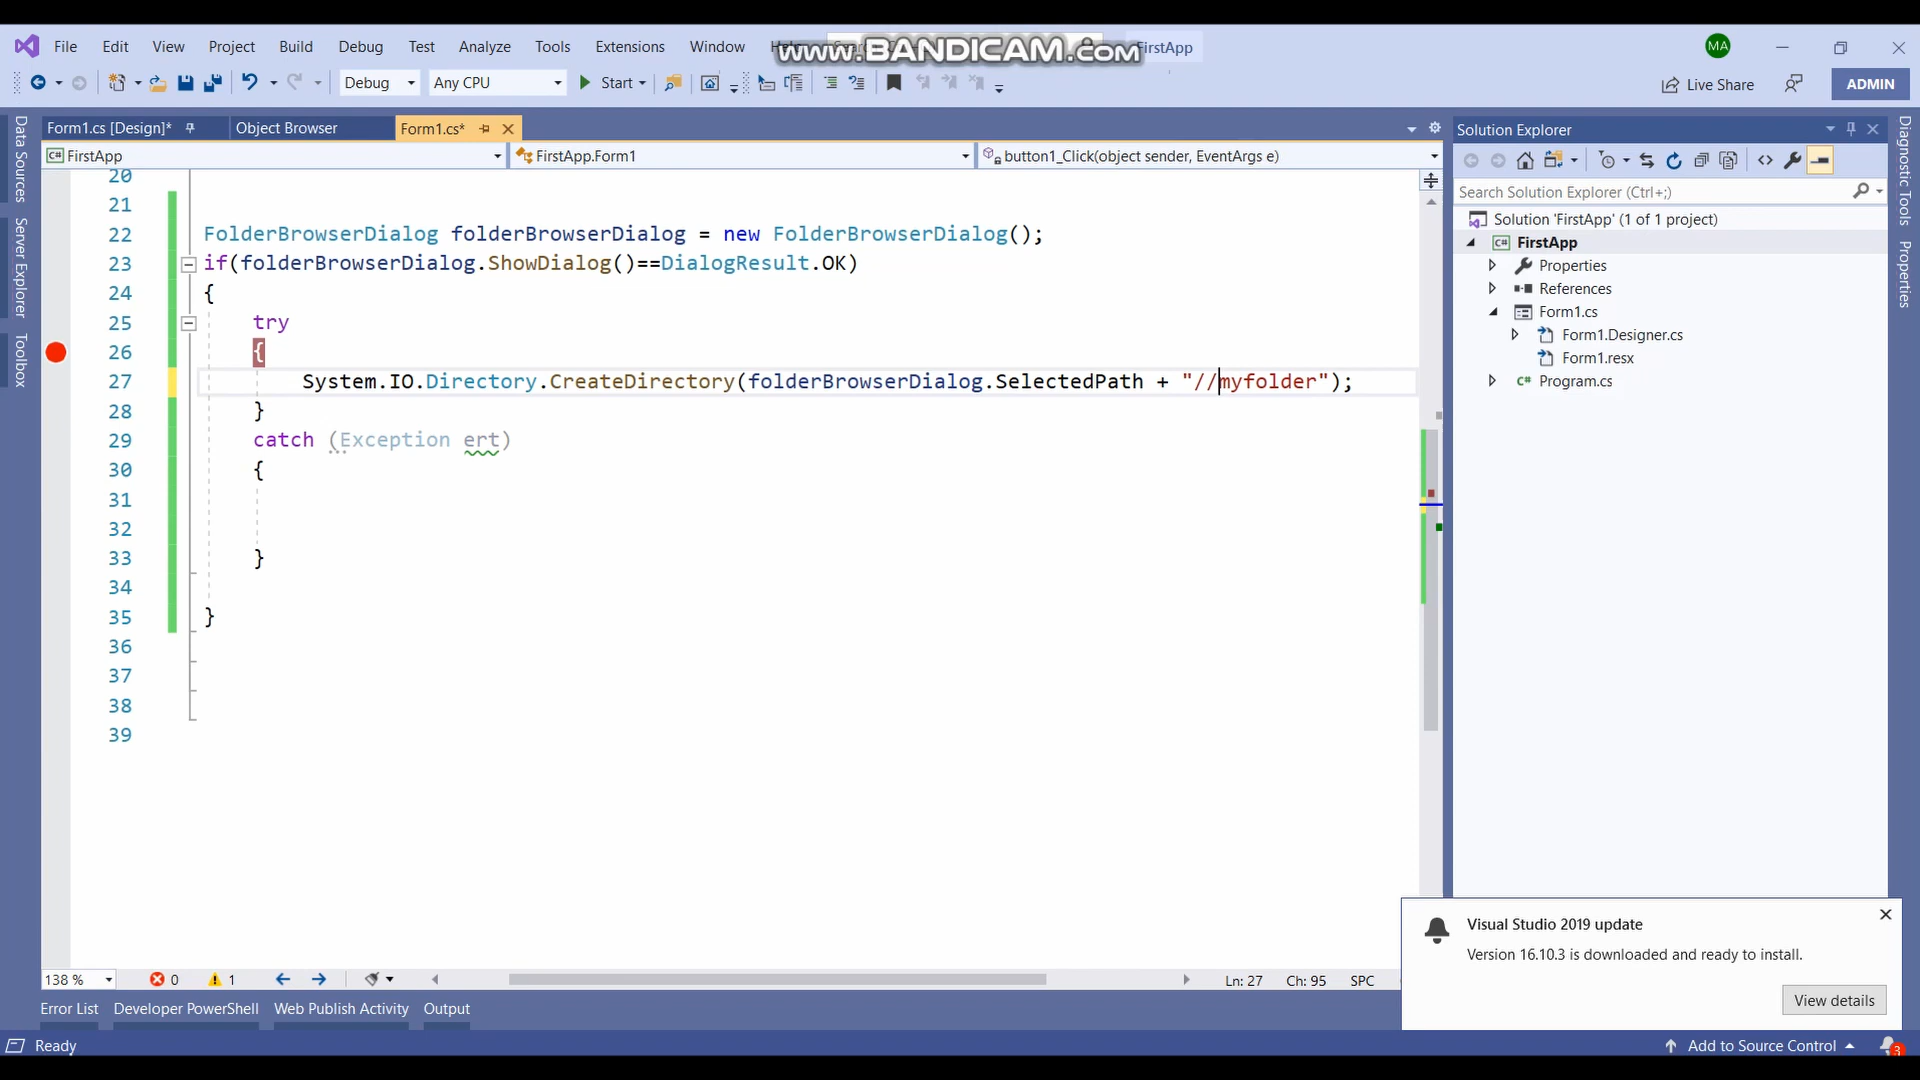 File Edit View Project Build Debug Test Analyze Tools Extensions Window
www.BANDICAM.com
FirstApp
MA
Debug
Any CPU
Start
Live Share
ADMIN
Form1.cs [Design]*
Object Browser
Form1.cs*
Solution Explorer
FirstApp
FirstApp.Form1
button1_Click(object sender, EventArgs e)
Search Solution Explorer (Ctrl+;)
Solution 'FirstApp' (1 of 1 project)
FirstApp
Properties
References
Form1.cs
Form1.Designer.cs
Form1.resx
Program.cs
Data Sources
Server Explorer
Toolbox
Diagnostic Tools
Properties
20
21
22 FolderBrowserDialog folderBrowserDialog = new FolderBrowserDialog();
23 if(folderBrowserDialog.ShowDialog()==DialogResult.OK)
24 {
25 try
26 {
27 System.IO.Directory.CreateDirectory(folderBrowserDialog.SelectedPath + "//myfolder");
28 }
29 catch (Exception ert)
30 {
31
32
33 }
34
35 }
36
37
38
39
Visual Studio 2019 update
Version 16.10.3 is downloaded and ready to install.
View details
138 %
0
1
Ln: 27 Ch: 95 SPC
Error List Developer PowerShell Web Publish Activity Output
Ready
Add to Source Control
3